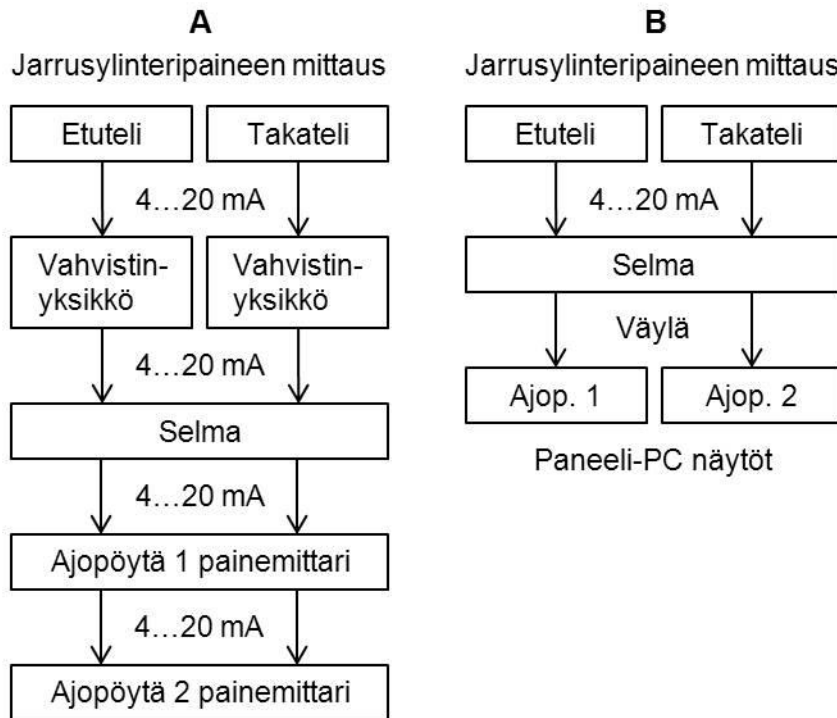 A
Jarrusylinteripaineen mittaus
Etuteli
Takateli
4…20 mA
Vahvistin-
yksikkö
Vahvistin-
yksikkö
4…20 mA
Selma
4…20 mA
Ajopöytä 1 painemittari
4…20 mA
Ajopöytä 2 painemittari
B
Jarrusylinteripaineen mittaus
Etuteli
Takateli
4…20 mA
Selma
Väylä
Ajop. 1
Ajop. 2
Paneeli-PC näytöt